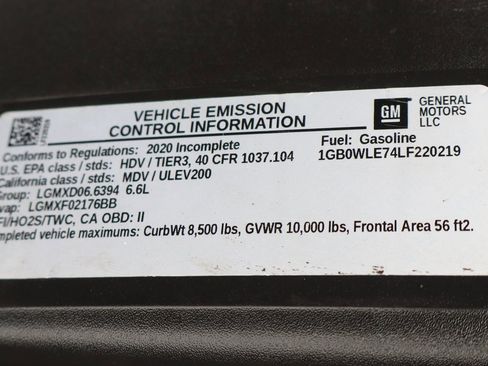 VEHICLE EMISSION
CONTROL INFORMATION
GM
GENERAL
MOTORS
LLC
Conforms to Regulations: 2020 Incomplete
Fuel: Gasoline
U.S. EPA class / stds: HDV / TIER3, 40 CFR 1037.104
1GB0WLE74LF220219
California class / stds: MDV / ULEV200
Group: LGMXD06.6394 6.6L
vap: LGMXF02176BB
FI/HO2S/TWC, CA OBD: II
mpleted vehicle maximums: CurbWt 8,500 lbs, GVWR 10,000 lbs, Frontal Area 56 ft2.